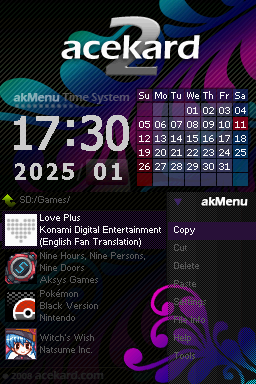 2
acekard
akMenu Time System
17:30
2025 01
Su Mo Tu We Th Fr Sa
01 02 03 04
05 06 07 08 09 10 11
12 13 14 15 16 17 18
19 20 21 22 23 24 25
26 27 28 29 30 31
SD:/Games/
Love Plus
Konami Digital Entertainment
(English Fan Translation)
Nine Hours, Nine Persons,
Nine Doors
Aksys Games
Pokémon
Black Version
Nintendo
Witch's Wish
Natsume Inc.
akMenu
Copy
Cut
Delete
Paste
Settings
File Info
Help
Tools
© 2008 acekard.com